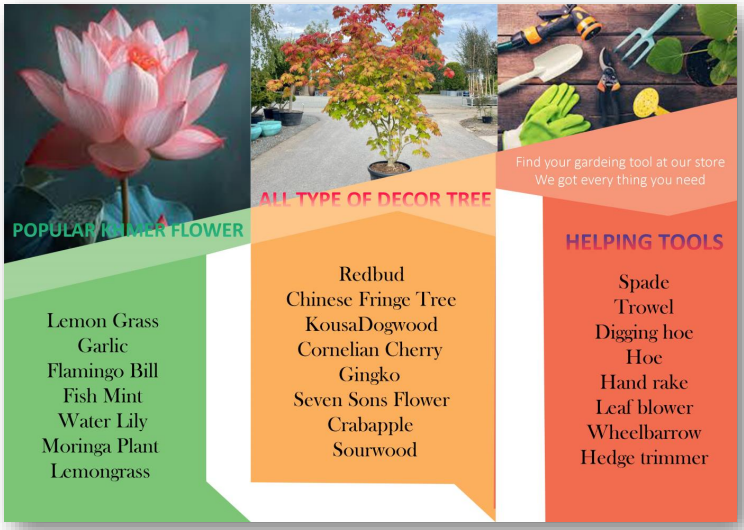 POPULAR KHMER FLOWER
Lemon Grass
Garlic
Flamingo Bill
Fish Mint
Water Lily
Moringa Plant
Lemongrass
ALL TYPE OF DECOR TREE
Redbud
Chinese Fringe Tree
KousaDogwood
Cornelian Cherry
Gingko
Seven Sons Flower
Crabapple
Sourwood
Find your gardeing tool at our store
We got every thing you need
HELPING TOOLS
Spade
Trowel
Digging hoe
Hoe
Hand rake
Leaf blower
Wheelbarrow
Hedge trimmer